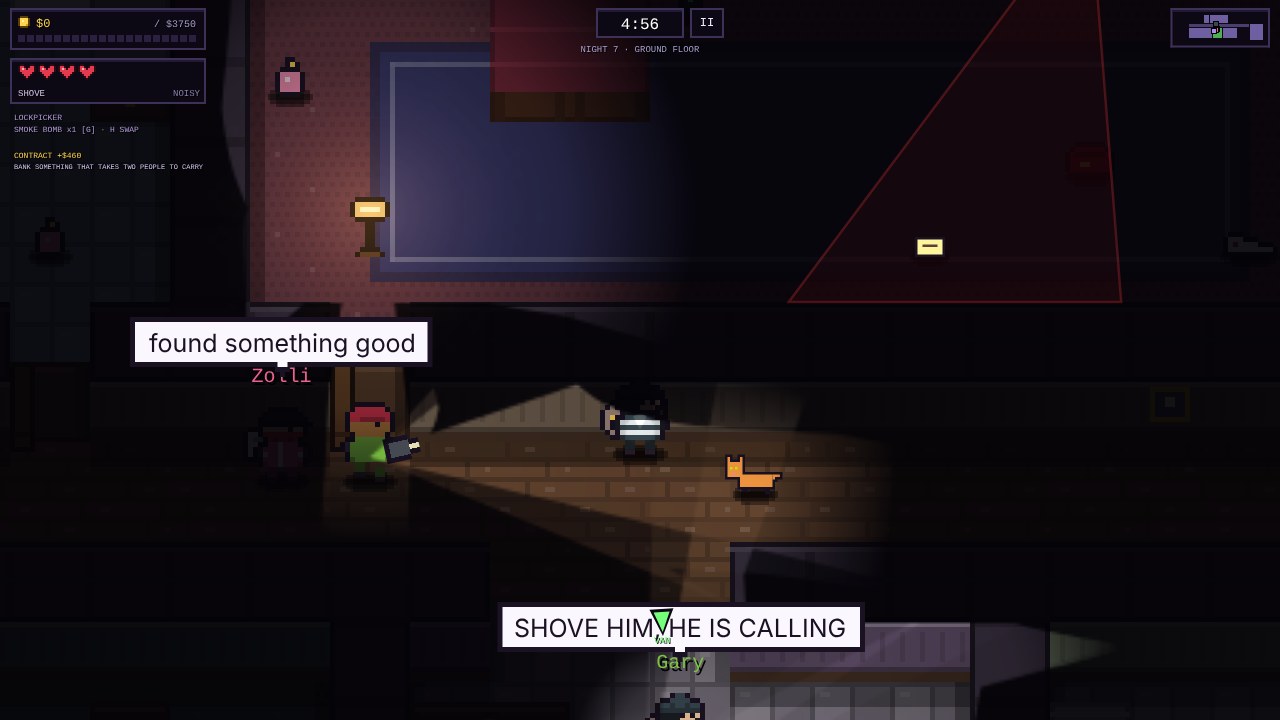 $0 / $3750
4:56
II
NIGHT 7 · GROUND FLOOR
SHOVE NOISY
LOCKPICKER
SMOKE BOMB x1 [G] · H SWAP
CONTRACT +$460
BANK SOMETHING THAT TAKES TWO PEOPLE TO CARRY
found something good
SHOVE HIM, HE IS CALLING
VAN
Gary